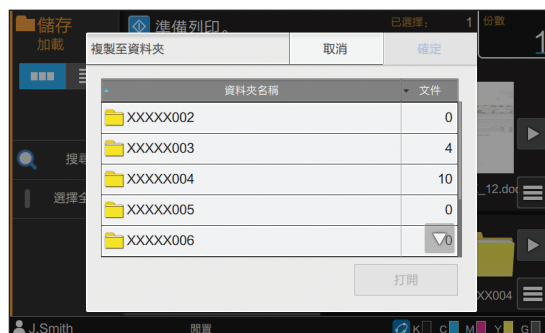 儲存
加載
準備列印。
已選擇： 1
份數
1
複製至資料夾
取消
確定
資料夾名稱
文件
XXXXX002 0
XXXXX003 4
XXXXX004 10
XXXXX005 0
XXXXX006 0
打開
搜尋
選擇全
_12.doc
XX004
J.Smith
閒置
K C M Y G